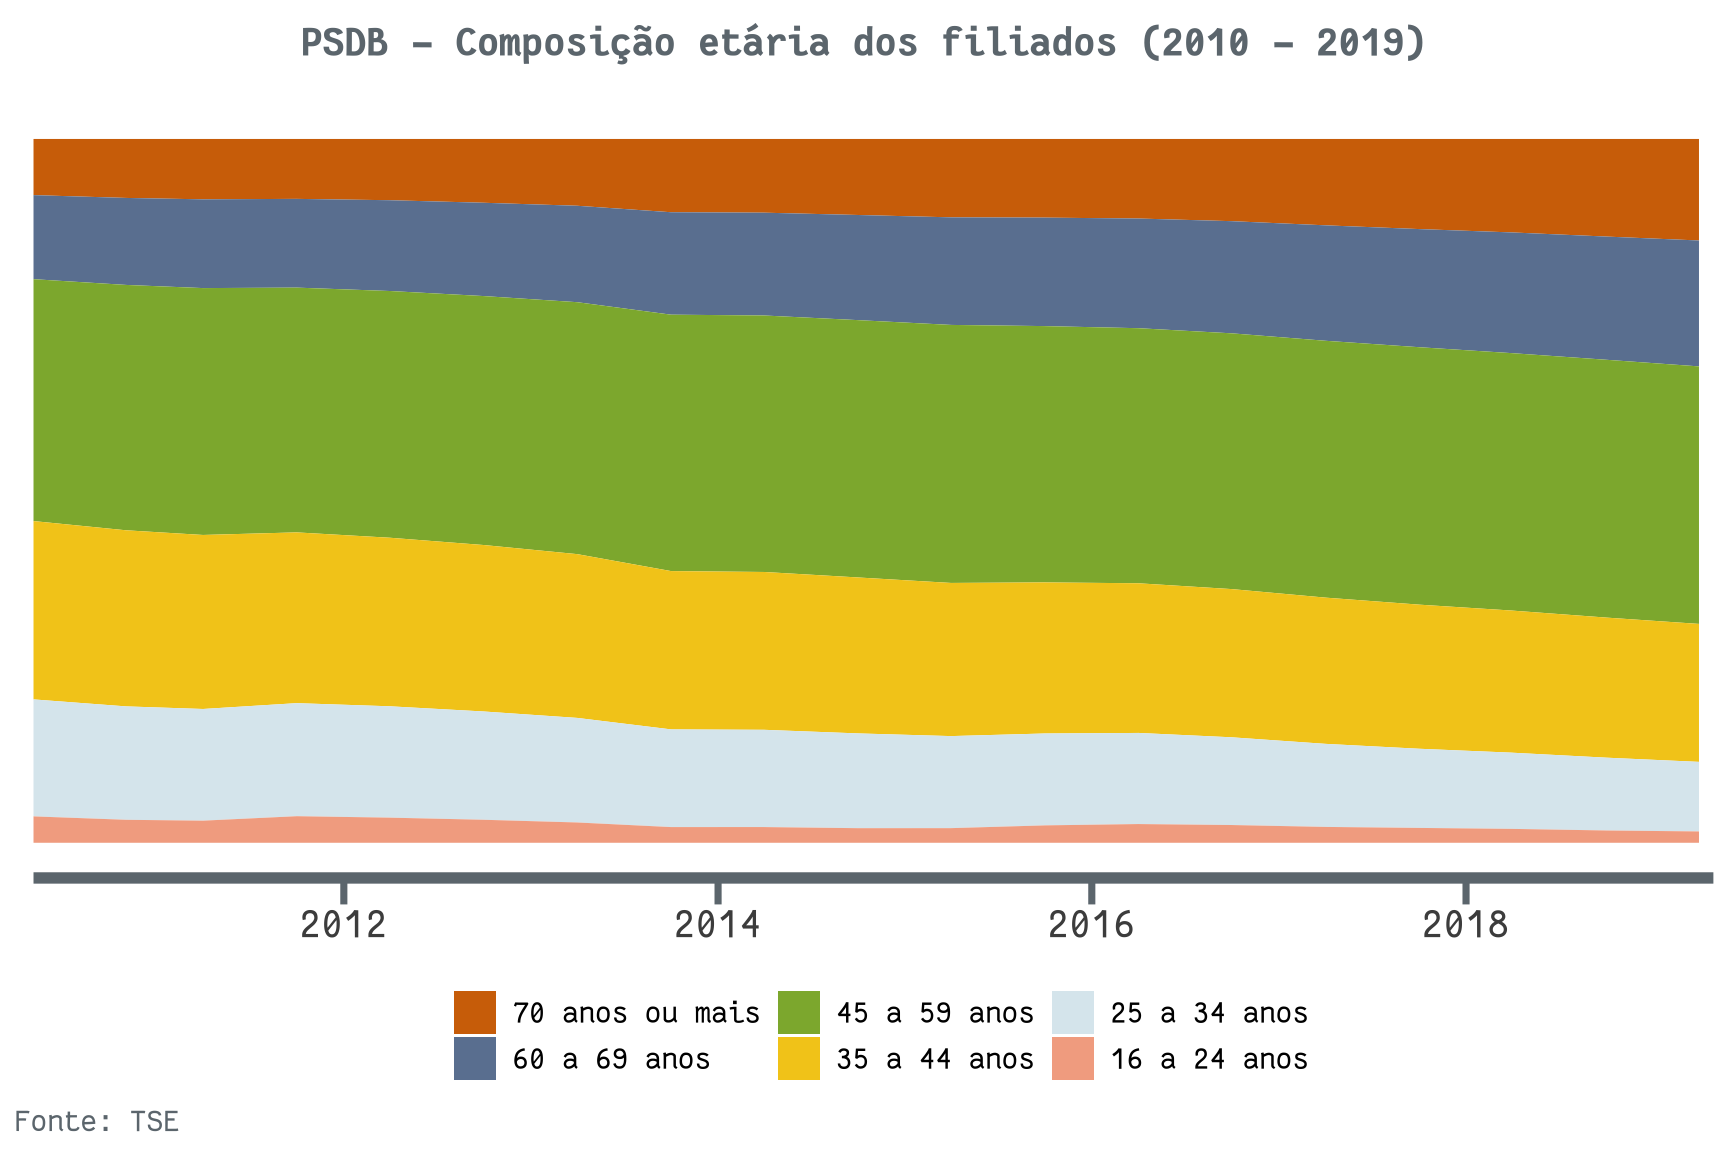 PSDB – Composição etária dos filiados (2010 – 2019)
2012 2014 2016 2018
70 anos ou mais 45 a 59 anos 25 a 34 anos
60 a 69 anos 35 a 44 anos 16 a 24 anos
Fonte: TSE